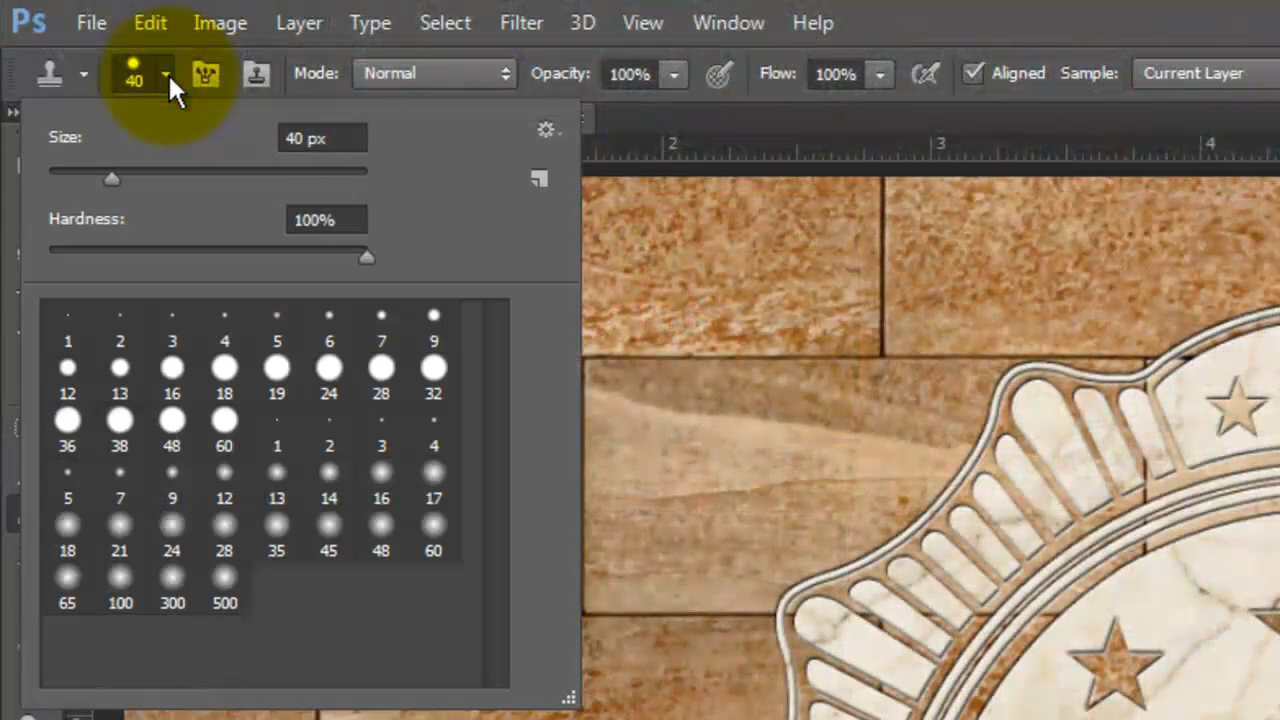 Ps File Edit Image Layer Type Select Filter 3D View Window Help
40 Mode: Normal Opacity: 100% Flow: 100% Aligned Sample: Current Layer
Size: 40 px
2 3 4
Hardness: 100%
1 2 3 4 5 6 7 9
12 13 16 18 19 24 28 32
36 38 48 60 1 2 3 4
5 7 9 12 13 14 16 17
18 21 24 28 35 45 48 60
65 100 300 500